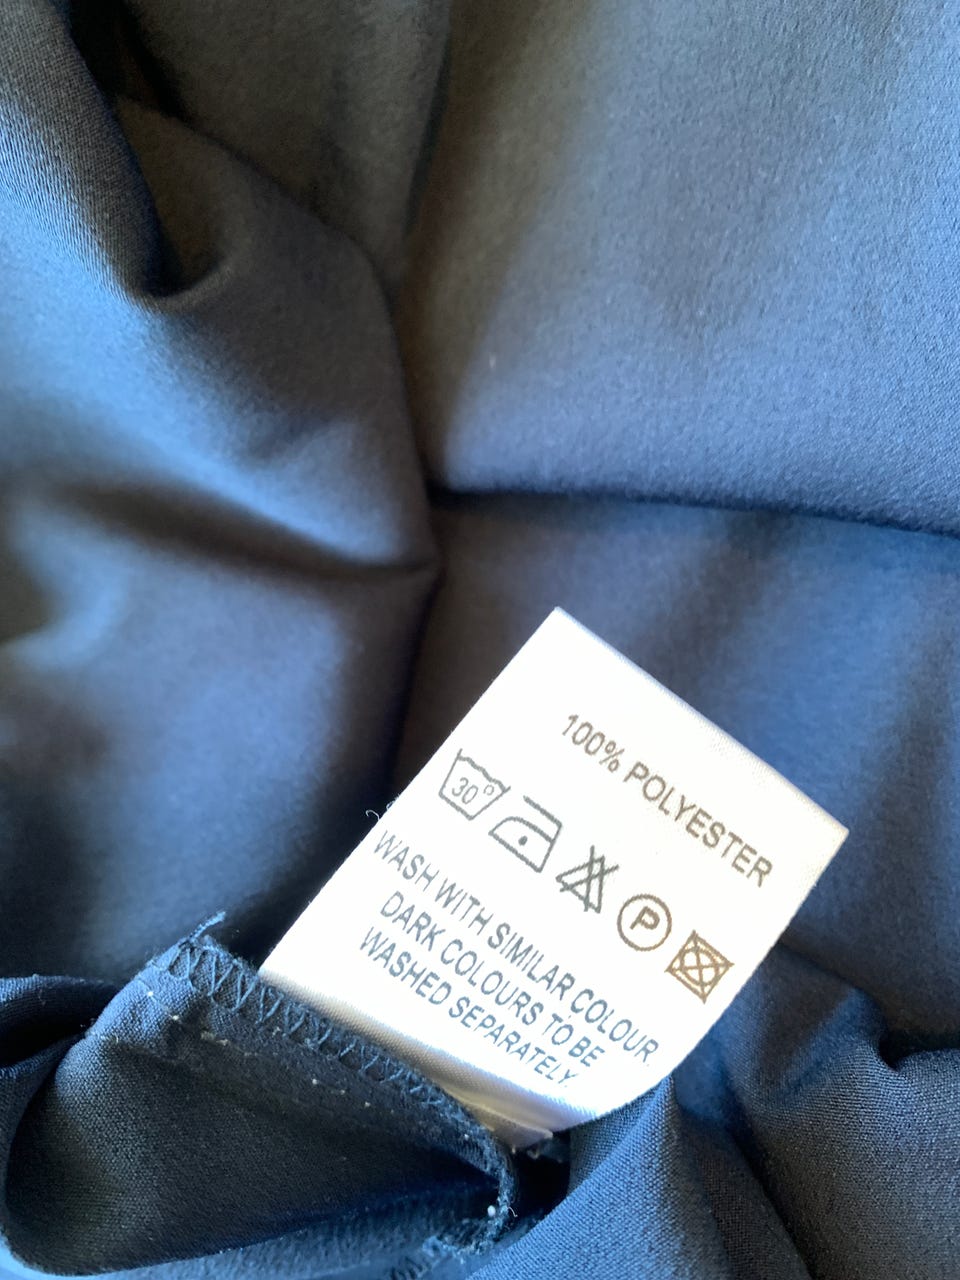 100% POLYESTER
30°
P
WASH WITH SIMILAR COLOUR
DARK COLOURS TO BE
WASHED SEPARATELY.